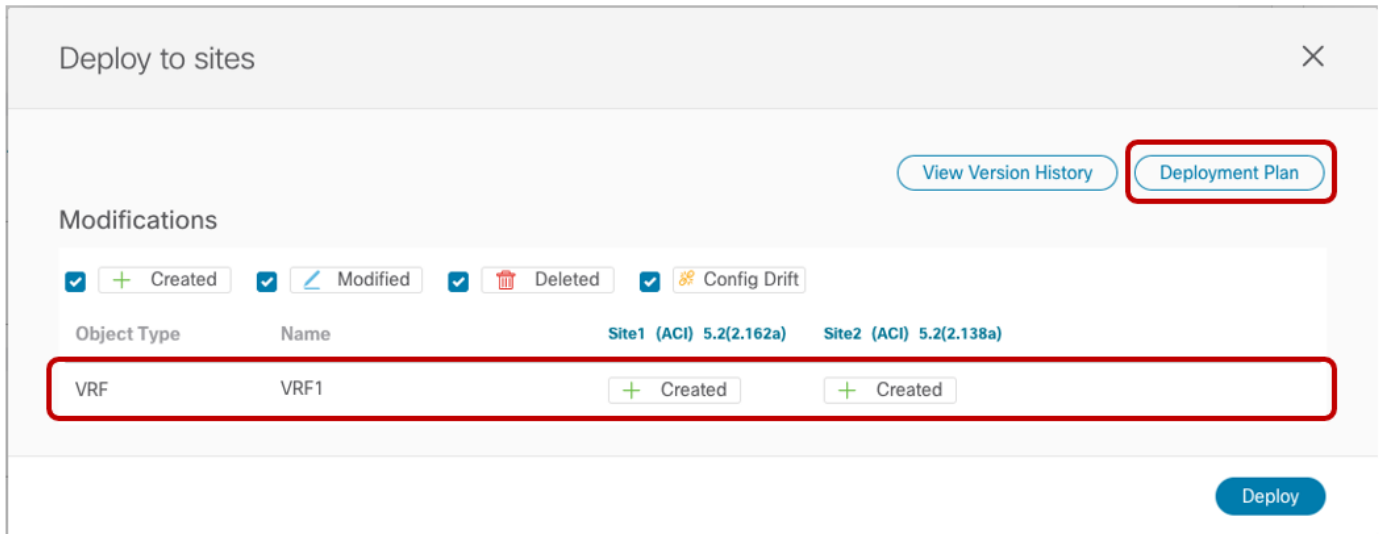 Deploy to sites
View Version History
Deployment Plan
Modifications
Created
Modified
Deleted
Config Drift
Object Type
Name
Site1 (ACI) 5.2(2.162a)
Site2 (ACI) 5.2(2.138a)
VRF
VRF1
Created
Created
Deploy